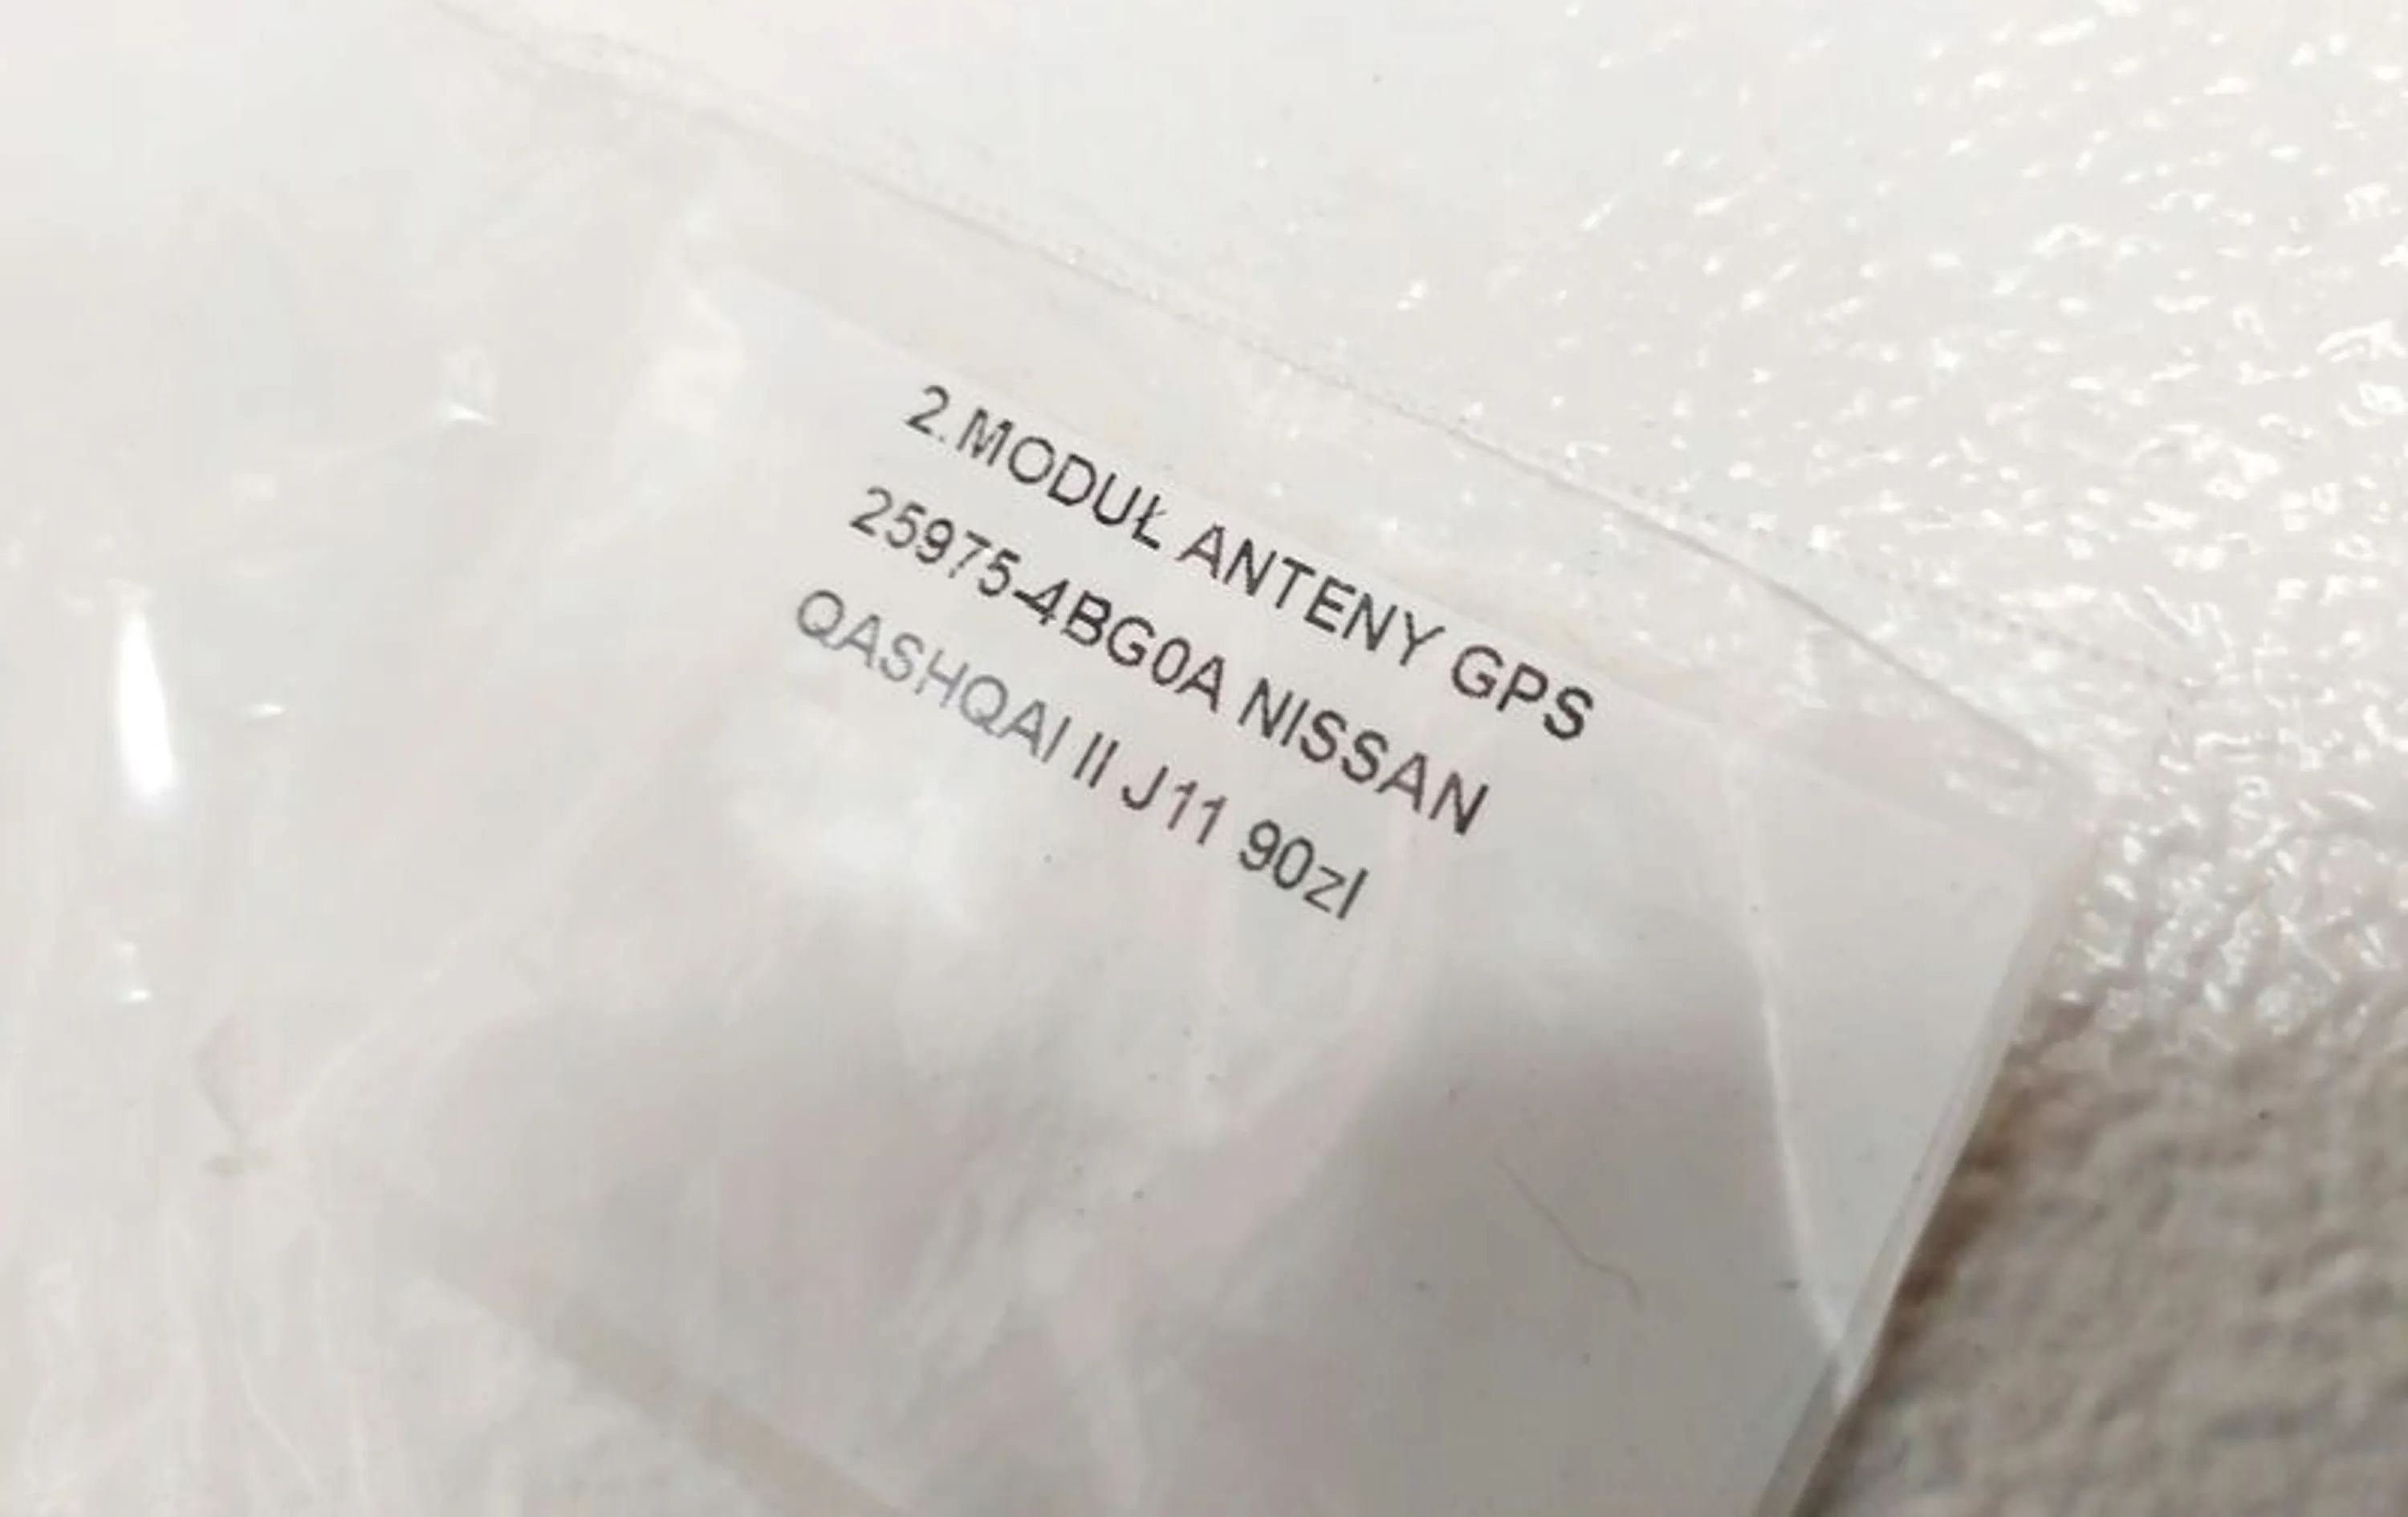 2.MODUŁ ANTENY GPS
25975-4BG0A NISSAN
QASHQAI II J11 90zl